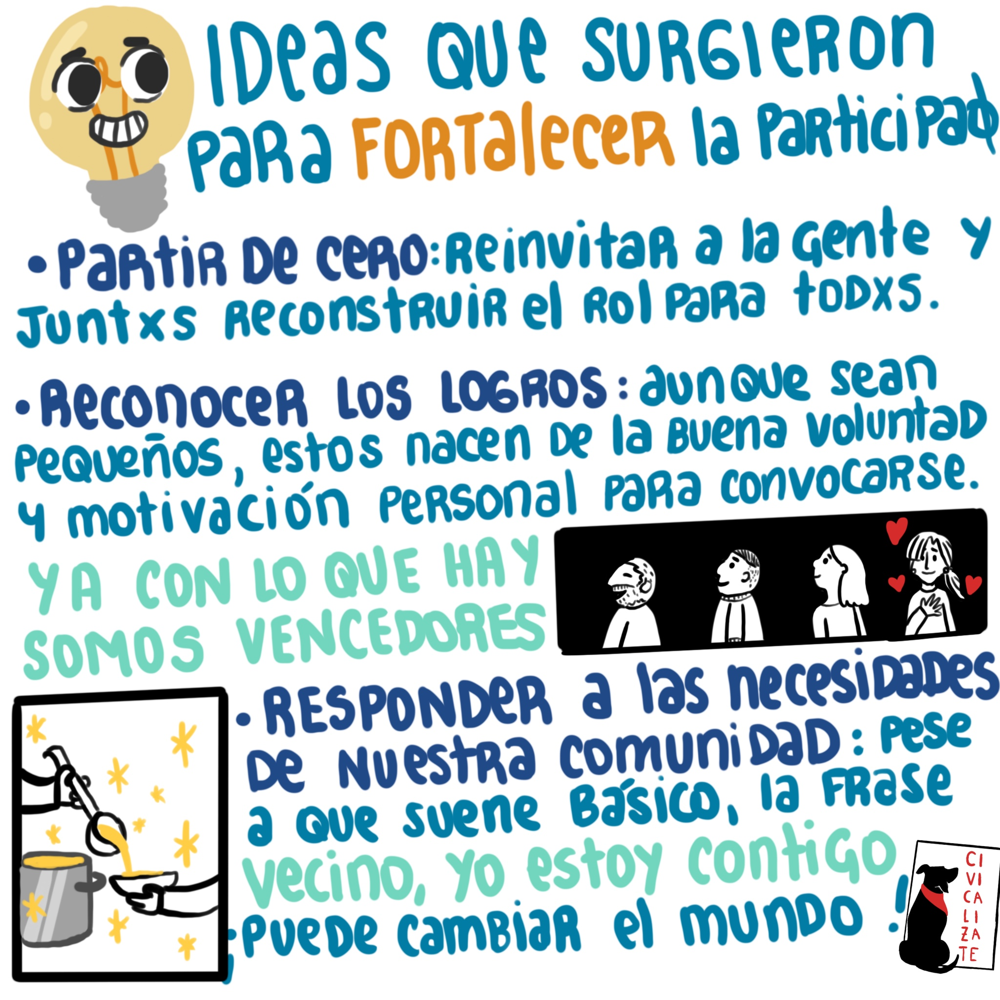 IDeas QUE SURGIERON
PARA FORTalecer la Participad
• Partir De CERO: Reinvitar a la gente y
Juntxs Reconstruir el Rol para todxs.
• Reconocer los LOGROS: aunque sean
pequeños, estos nacen de la Buena Voluntad
y motivación personal para convocarse.
YA CON LO QUE HAY
SOMOS VENCEDORES
• RESPONDER a las necesidades
De Nuestra comunidad: pese
a que suene Básico, la FRase
Vecino, yo estoy contigo
¡Puede cambiar el mundo!
CI
VI
CA
LI
ZA
TE